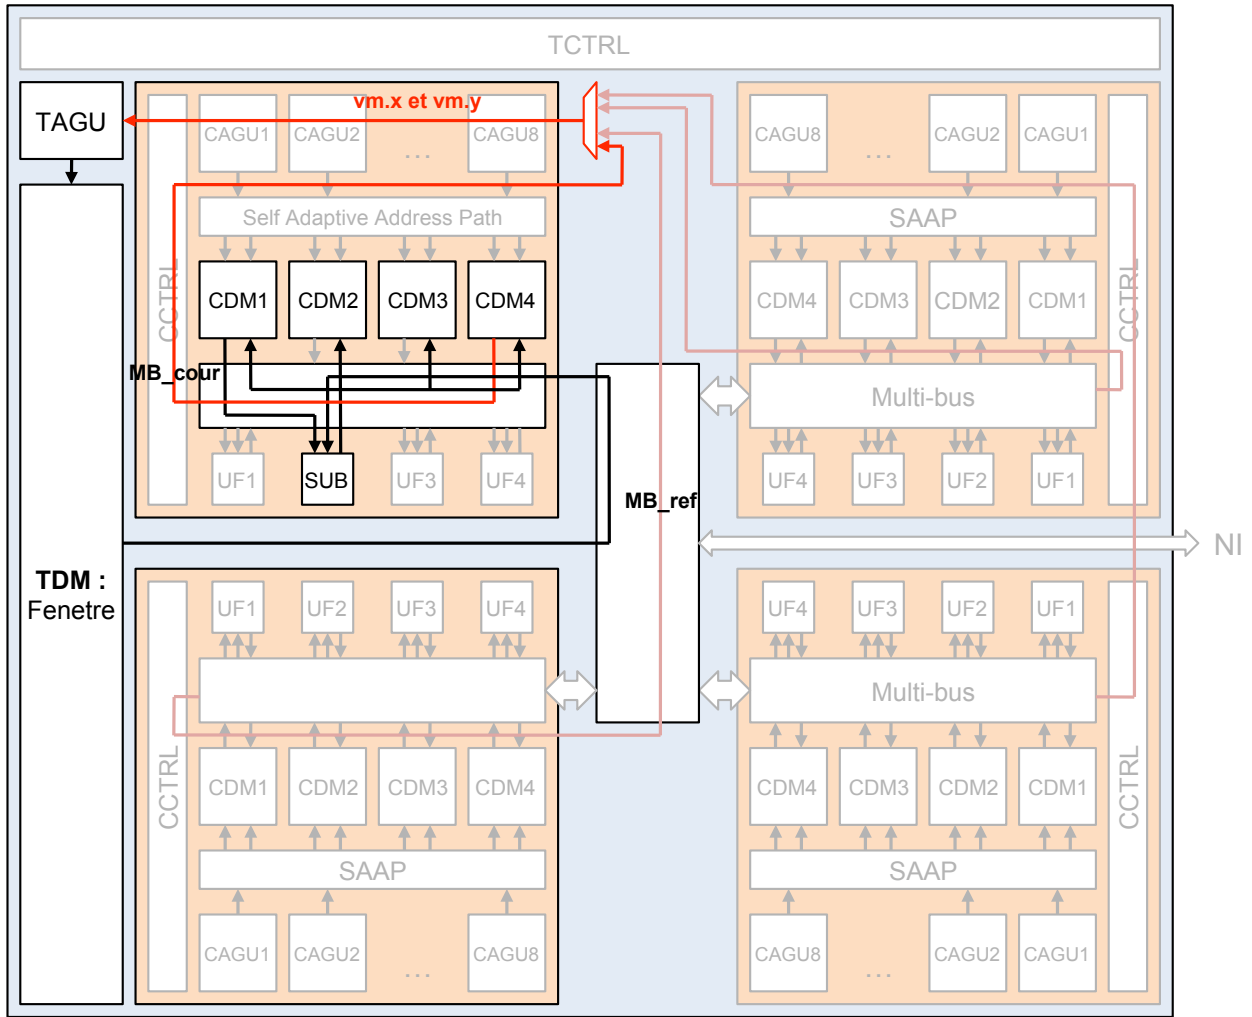 TCTRL
TAGU
vm.x et vm.y
CAGU1
CAGU2
...
CAGU8
CAGU8
...
CAGU2
CAGU1
Self Adaptive Address Path
SAAP
CCTRL
CDM1
CDM2
CDM3
CDM4
CDM4
CDM3
CDM2
CDM1
CCTRL
MB_cour
Multi-bus
UF1
SUB
UF3
UF4
MB_ref
UF4
UF3
UF2
UF1
NI
TDM :
Fenetre
UF1
UF2
UF3
UF4
UF4
UF3
UF2
UF1
Multi-bus
CCTRL
CDM1
CDM2
CDM3
CDM4
CDM4
CDM3
CDM2
CDM1
CCTRL
SAAP
SAAP
CAGU1
CAGU2
...
CAGU8
CAGU8
...
CAGU2
CAGU1